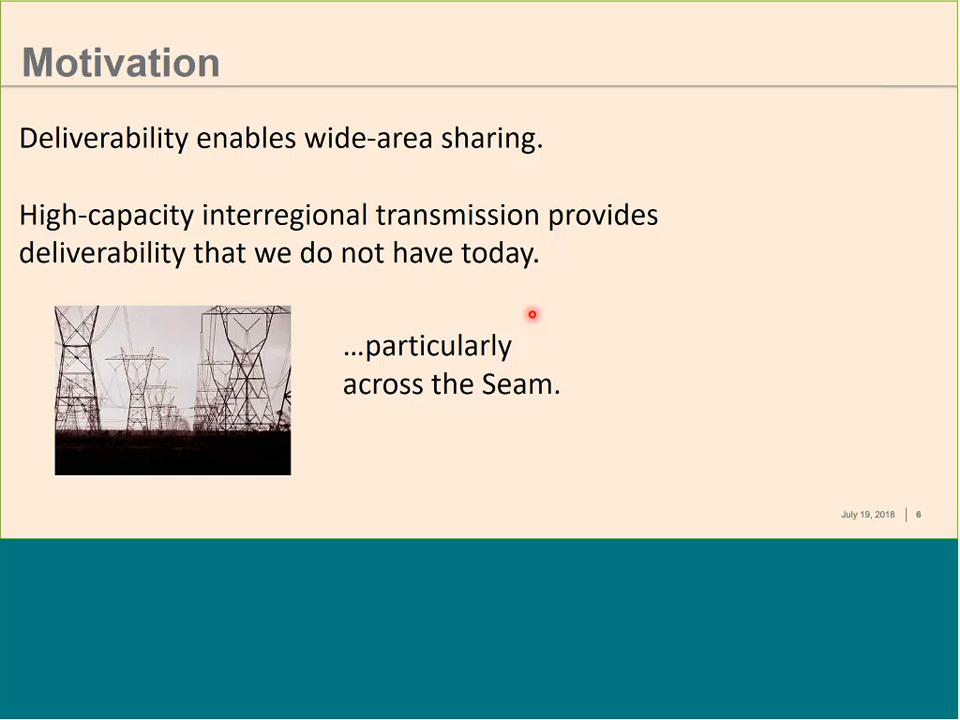 Motivation
Deliverability enables wide-area sharing.
High-capacity interregional transmission provides
deliverability that we do not have today.
…particularly
across the Seam.
July 19, 2018 | 6